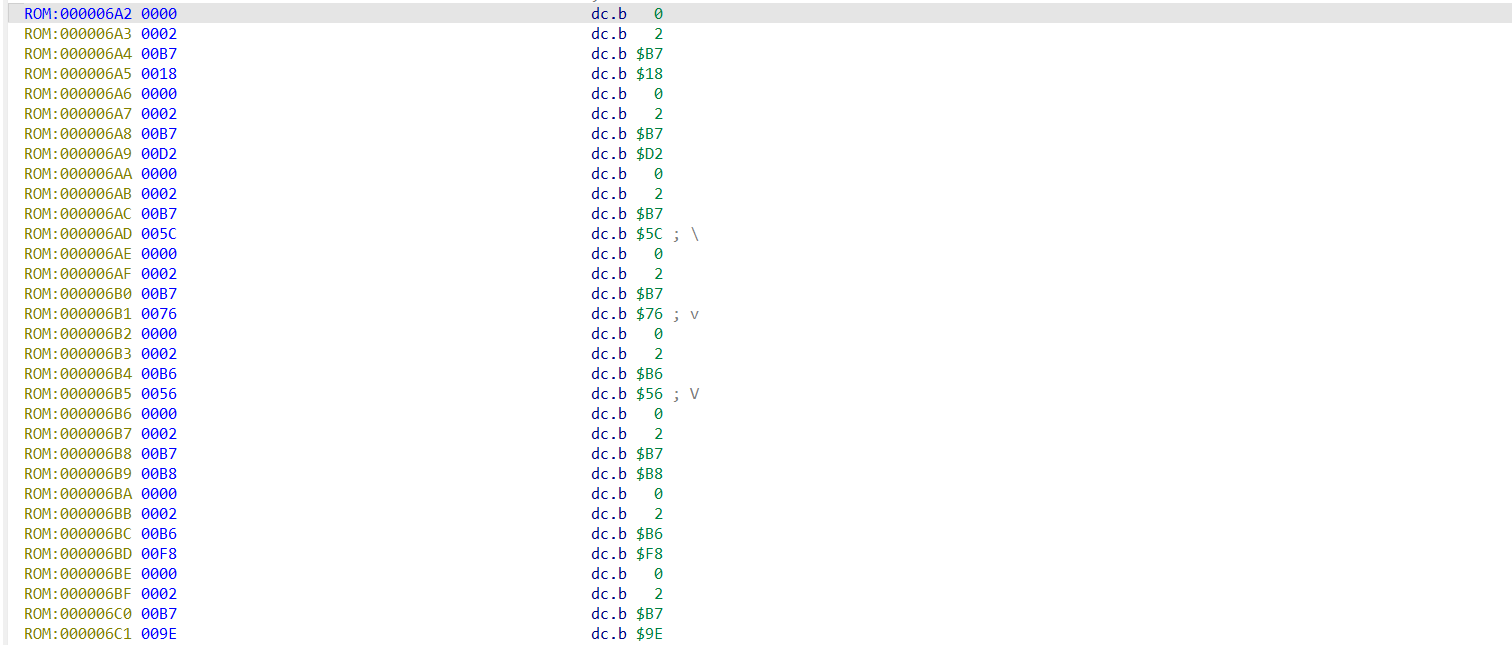 ROM:000006A2 0000 dc.b 0
ROM:000006A3 0002 dc.b 2
ROM:000006A4 00B7 dc.b $B7
ROM:000006A5 0018 dc.b $18
ROM:000006A6 0000 dc.b 0
ROM:000006A7 0002 dc.b 2
ROM:000006A8 00B7 dc.b $B7
ROM:000006A9 00D2 dc.b $D2
ROM:000006AA 0000 dc.b 0
ROM:000006AB 0002 dc.b 2
ROM:000006AC 00B7 dc.b $B7
ROM:000006AD 005C dc.b $5C ; \
ROM:000006AE 0000 dc.b 0
ROM:000006AF 0002 dc.b 2
ROM:000006B0 00B7 dc.b $B7
ROM:000006B1 0076 dc.b $76 ; v
ROM:000006B2 0000 dc.b 0
ROM:000006B3 0002 dc.b 2
ROM:000006B4 00B6 dc.b $B6
ROM:000006B5 0056 dc.b $56 ; V
ROM:000006B6 0000 dc.b 0
ROM:000006B7 0002 dc.b 2
ROM:000006B8 00B7 dc.b $B7
ROM:000006B9 00B8 dc.b $B8
ROM:000006BA 0000 dc.b 0
ROM:000006BB 0002 dc.b 2
ROM:000006BC 00B6 dc.b $B6
ROM:000006BD 00F8 dc.b $F8
ROM:000006BE 0000 dc.b 0
ROM:000006BF 0002 dc.b 2
ROM:000006C0 00B7 dc.b $B7
ROM:000006C1 009E dc.b $9E